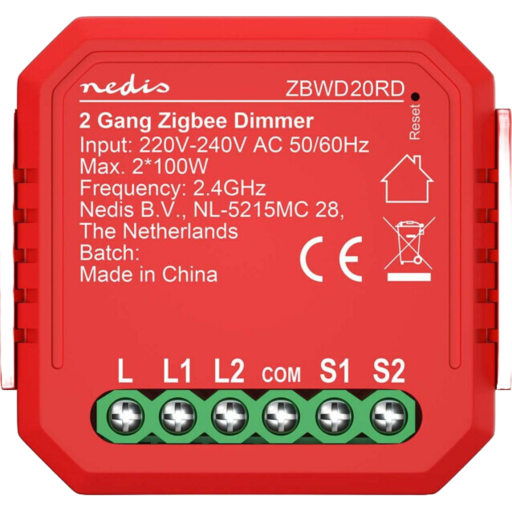 nedis ZBWD20RD
2 Gang Zigbee Dimmer
Input: 220V-240V AC 50/60Hz
Max. 2*100W
Frequency: 2.4GHz
Nedis B.V., NL-5215MC 28,
The Netherlands
Batch:
Made in China
Reset
CE
L L1 L2 COM S1 S2